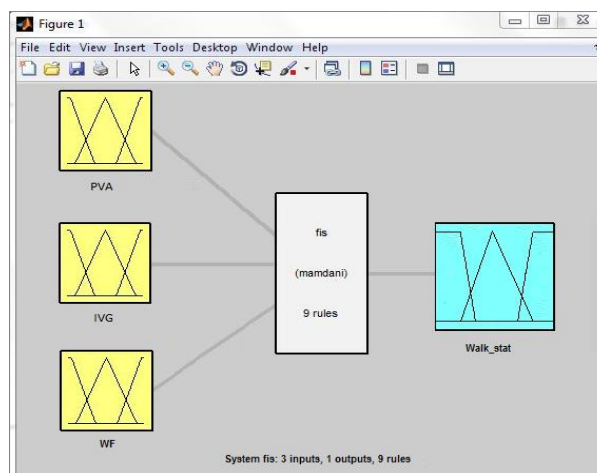 Figure 1
File Edit View Insert Tools Desktop Window Help
PVA
IVG
WF
fis
(mamdani)
9 rules
Walk_stat
System fis: 3 inputs, 1 outputs, 9 rules